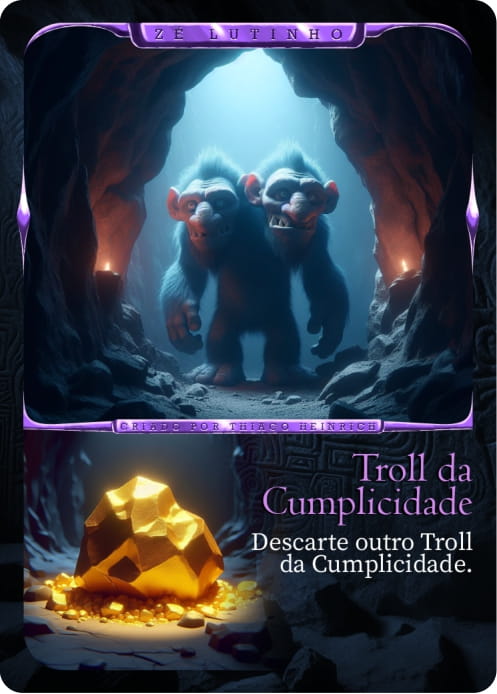 ZÉ LUTINHO
CRIADO POR THIAGO HEINRICH
Troll da
Cumplicidade
Descarte outro Troll
da Cumplicidade.